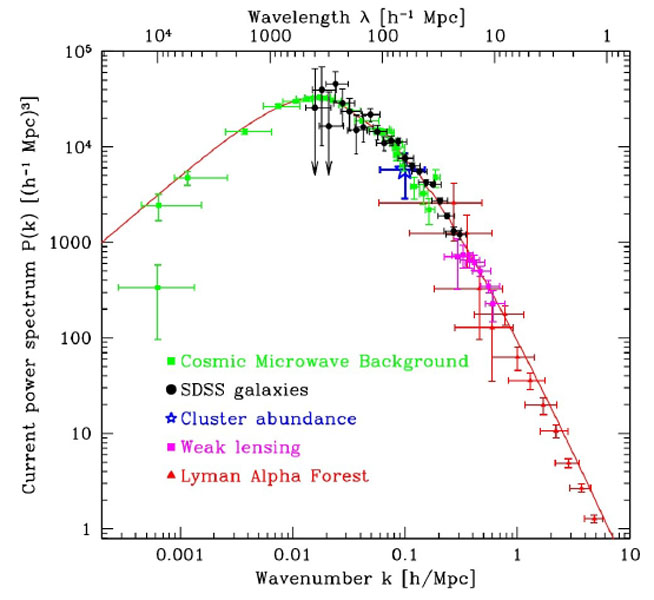 Wavelength λ [h⁻¹ Mpc]
10⁴ 1000 100 10 1
10⁵
10⁴
1000
100
10
1
Current power spectrum P(k) [(h⁻¹ Mpc)³]
Cosmic Microwave Background
SDSS galaxies
Cluster abundance
Weak lensing
Lyman Alpha Forest
0.001 0.01 0.1 1 10
Wavenumber k [h/Mpc]